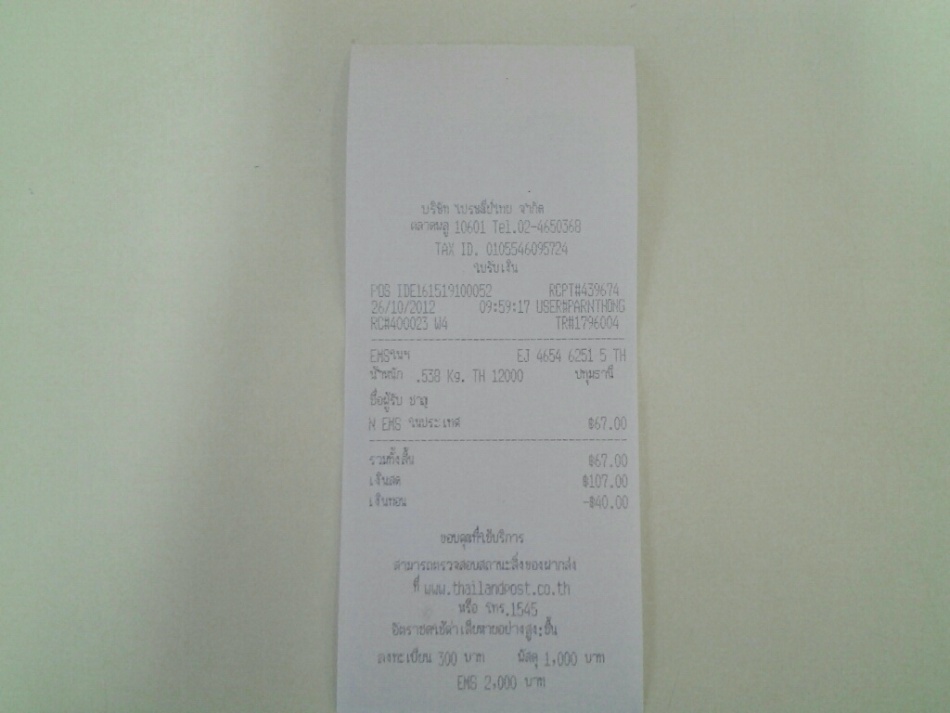 บริษัท ไปรษณีย์ไทย จำกัด
ตลาดพลู 10601 Tel.02-4650368
TAX ID. 0105546095724
ใบรับเงิน
POS IDE161519100052 RCPT#439674
26/10/2012 09:59:17 USER#PARNTHONG
RC#400023 W4 TR#1796004
EMSในฯ EJ 4654 6251 5 TH
น้ำหนัก .538 Kg. TH 12000 ปทุมธานี
ชื่อผู้รับ
N EMS ในประเทศ ฿67.00
รวมทั้งสิ้น ฿67.00
เงินสด ฿107.00
เงินทอน -฿40.00
ขอบคุณที่ใช้บริการ
สามารถตรวจสอบสถานะสิ่งของฝากส่ง
ที่ www.thailandpost.co.th
หรือ โทร.1545
อัตราชดใช้ค่าเสียหายอย่างสูง:ชิ้น
ลงทะเบียน 300 บาท พัสดุ 1,000 บาท
EMS 2,000 บาท